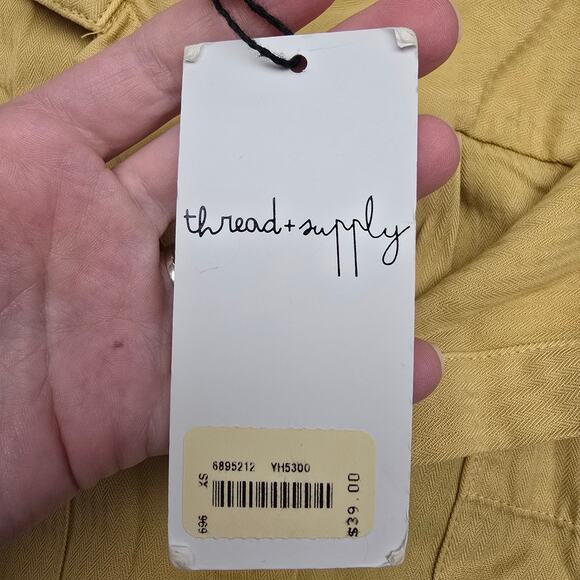 thread+supply
6895212 YH5300
XS
696
$39.00